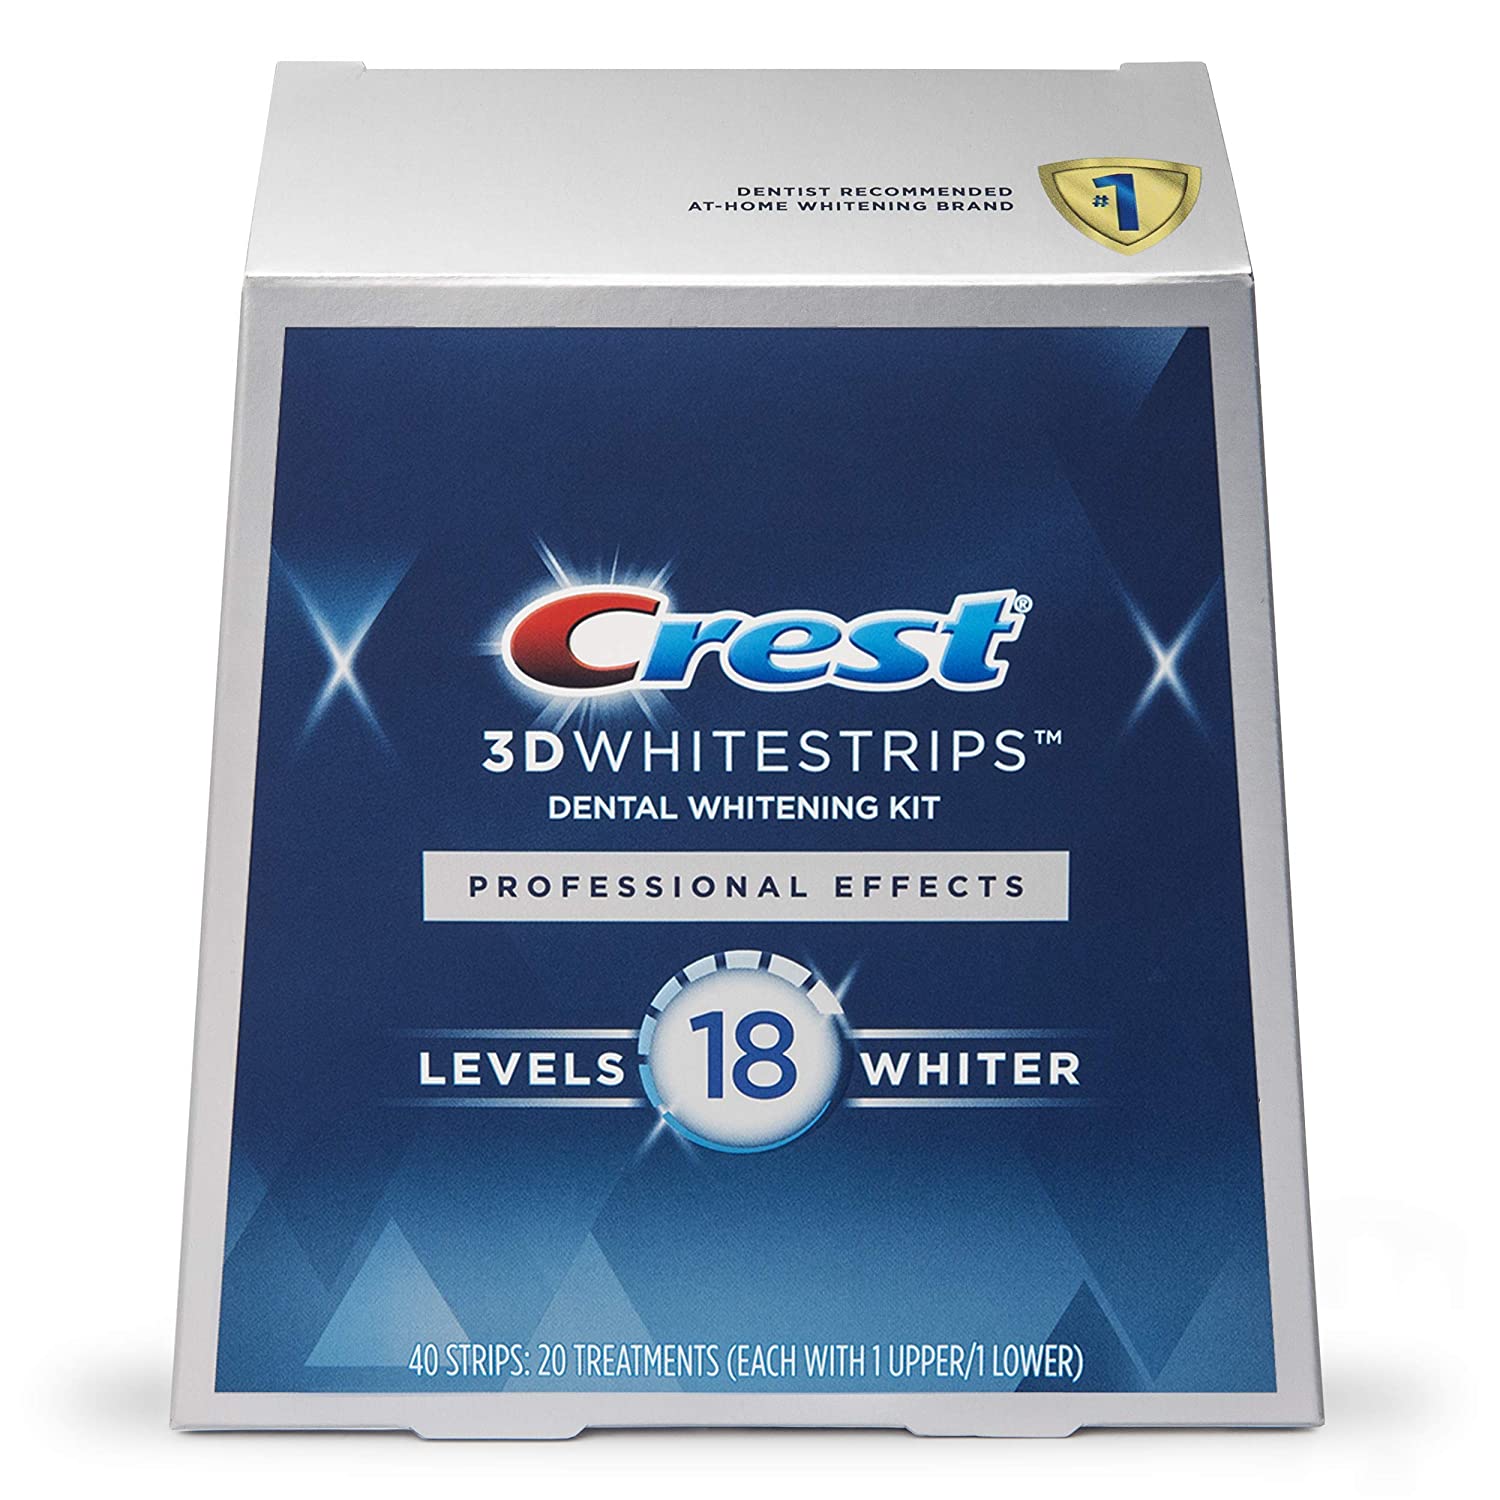 DENTIST RECOMMENDED
AT-HOME WHITENING BRAND
#1
Crest®
3DWHITESTRIPS™
DENTAL WHITENING KIT
PROFESSIONAL EFFECTS
LEVELS 18 WHITER
40 STRIPS: 20 TREATMENTS (EACH WITH 1 UPPER/1 LOWER)